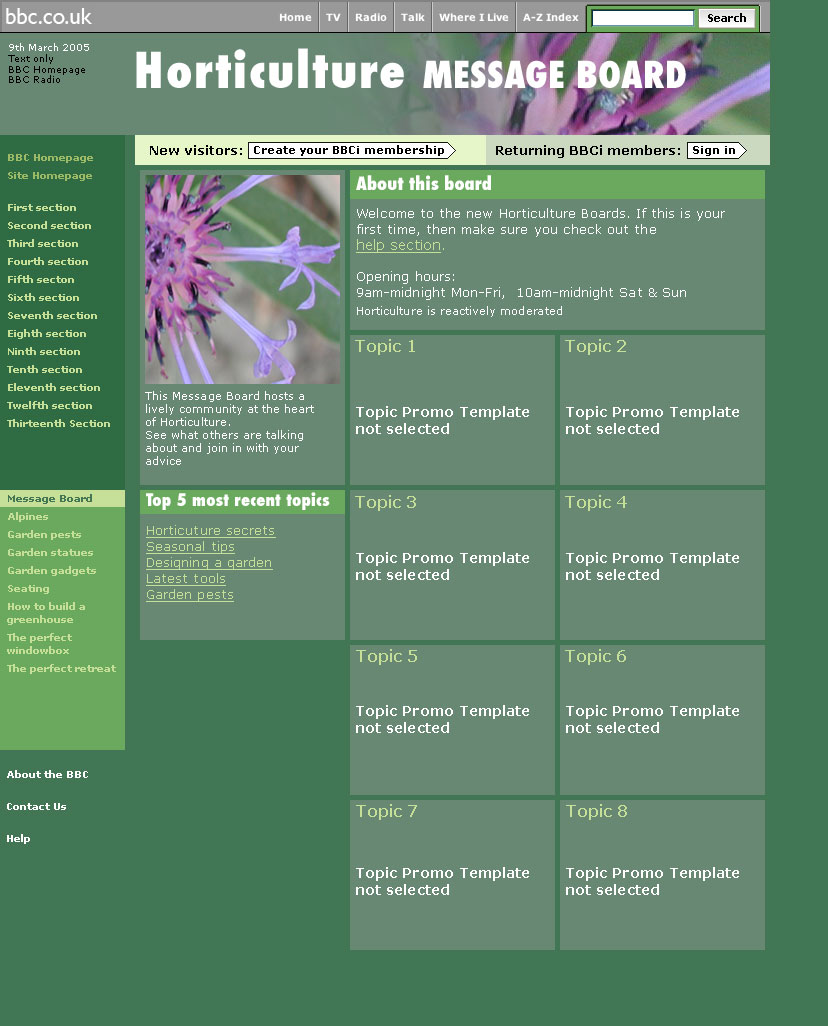 bbc.co.uk
Home TV Radio Talk Where I Live A-Z Index Search
9th March 2005
Text only
BBC Homepage
BBC Radio
Horticulture MESSAGE BOARD
New visitors: Create your BBCi membership
Returning BBCi members: Sign in
BBC Homepage
Site Homepage
First section
Second section
Third section
Fourth section
Fifth secton
Sixth section
Seventh section
Eighth section
Ninth section
Tenth section
Eleventh section
Twelfth section
Thirteenth Section
Message Board
Alpines
Garden pests
Garden statues
Garden gadgets
Seating
How to build a
greenhouse
The perfect
windowbox
The perfect retreat
About the BBC
Contact Us
Help
This Message Board hosts a
lively community at the heart
of Horticulture.
See what others are talking
about and join in with your
advice
Top 5 most recent topics
Horticuture secrets
Seasonal tips
Designing a garden
Latest tools
Garden pests
About this board
Welcome to the new Horticulture Boards. If this is your
first time, then make sure you check out the
help section.
Opening hours:
9am-midnight Mon-Fri, 10am-midnight Sat & Sun
Horticulture is reactively moderated
Topic 1
Topic Promo Template
not selected
Topic 2
Topic Promo Template
not selected
Topic 3
Topic Promo Template
not selected
Topic 4
Topic Promo Template
not selected
Topic 5
Topic Promo Template
not selected
Topic 6
Topic Promo Template
not selected
Topic 7
Topic Promo Template
not selected
Topic 8
Topic Promo Template
not selected